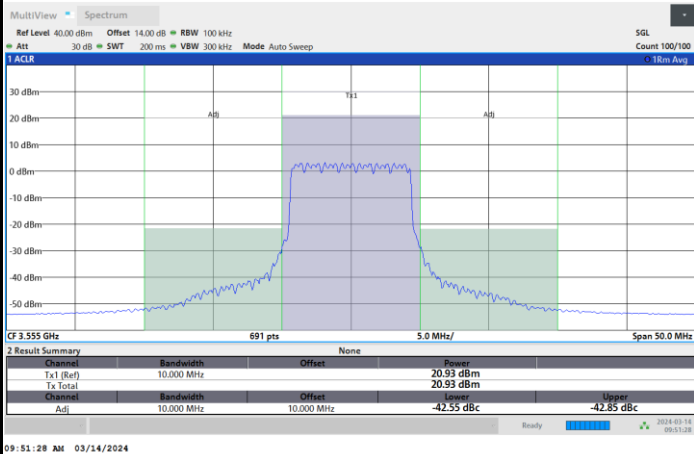 MultiView Spectrum
Ref Level 40.00 dBm Offset 14.00 dB RBW 100 kHz SGL
Att 30 dB SWT 200 ms VBW 300 kHz Mode Auto Sweep Count 100/100
1 ACLR 1Rm Avg
Tx1
30 dBm
Adj Adj
20 dBm
10 dBm
0 dBm
-10 dBm
-20 dBm
-30 dBm
-40 dBm
-50 dBm
CF 3.555 GHz 691 pts 5.0 MHz/ Span 50.0 MHz
2 Result Summary None
Channel Bandwidth Offset Power
Tx1 (Ref) 10.000 MHz 20.93 dBm
Tx Total 20.93 dBm
Channel Bandwidth Offset Lower Upper
Adj 10.000 MHz 10.000 MHz -42.55 dBc -42.85 dBc
Ready 2024-03-14
09:51:28
09:51:28 AM 03/14/2024